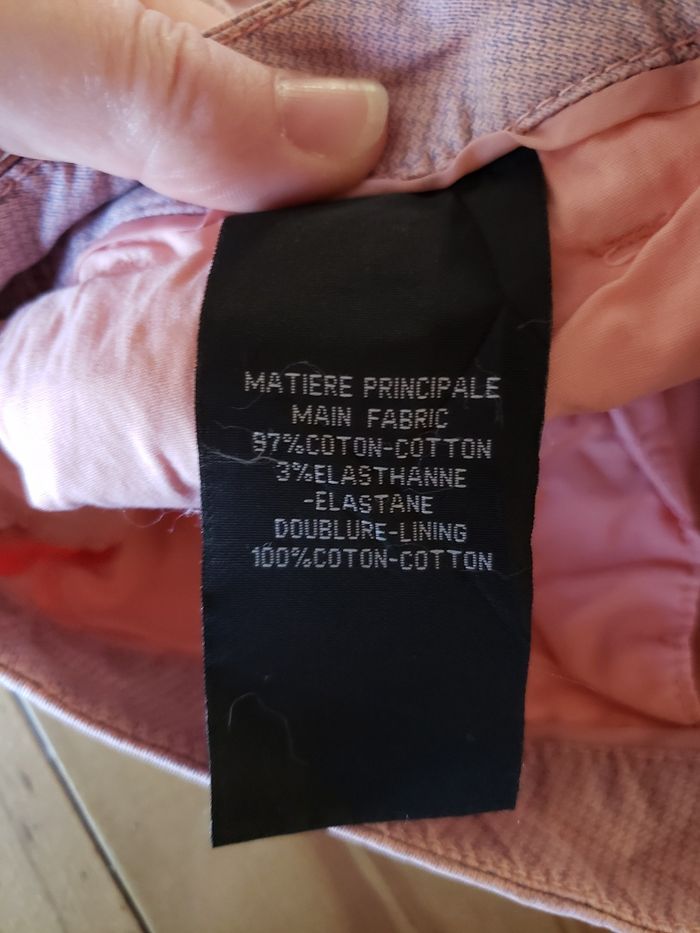 MATIERE PRINCIPALE
MAIN FABRIC
97%COTON-COTTON
3%ELASTHANNE
-ELASTANE
DOUBLURE-LINING
100%COTON-COTTON